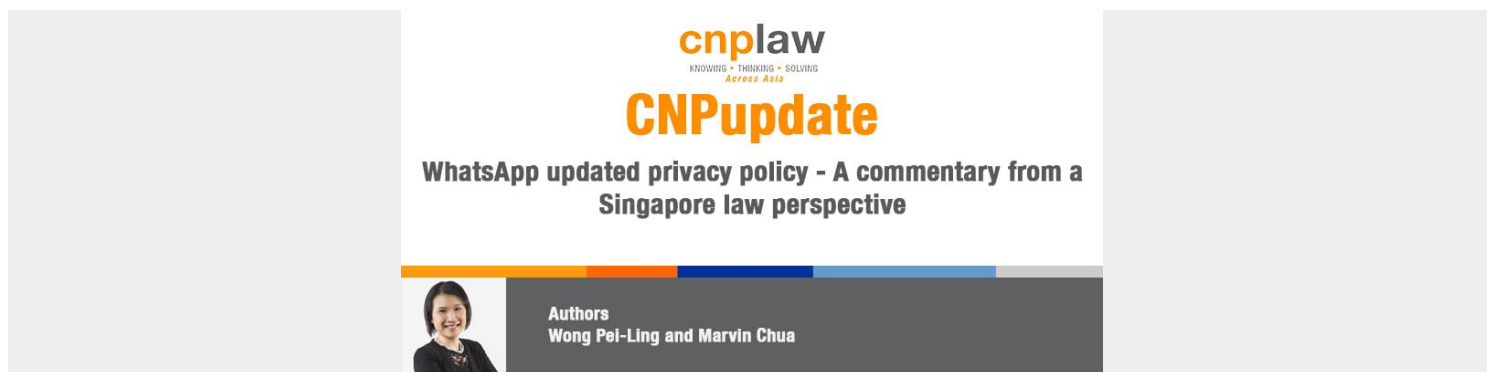 cnplaw
KNOWING • THINKING • SOLVING
Across Asia
CNPupdate
WhatsApp updated privacy policy - A commentary from a
Singapore law perspective
Authors
Wong Pei-Ling and Marvin Chua